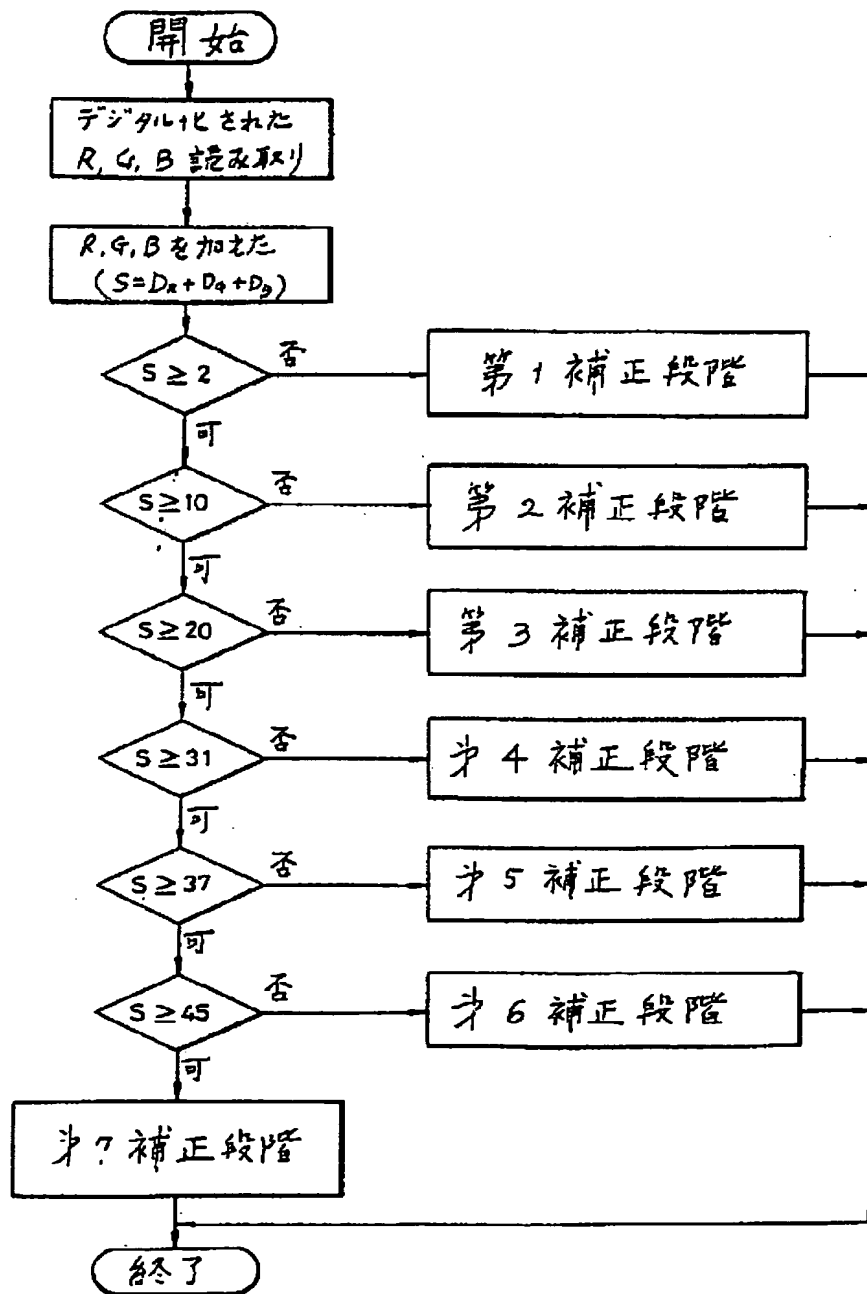 開始
デジタル化された
R, G, B 読み取り
R, G, B を加えた
(S=DR+DG+DB)
S≥2
否
第1補正段階
可
S≥10
否
第2補正段階
可
S≥20
否
第3補正段階
可
S≥31
否
第4補正段階
可
S≥37
否
第5補正段階
可
S≥45
否
第6補正段階
可
第7補正段階
終了